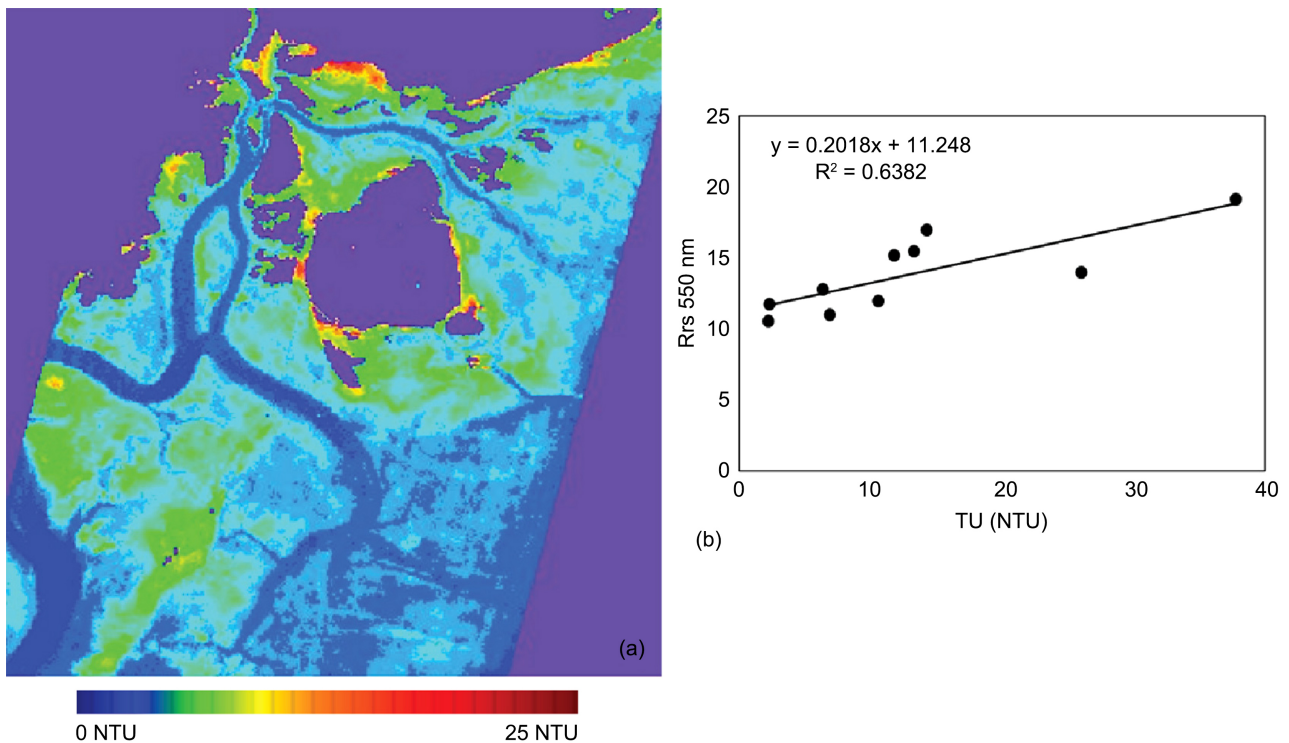 (a)
0 NTU 25 NTU
y = 0.2018x + 11.248
R² = 0.6382
25
20
15
10
5
0
Rrs 550 nm
0 10 20 30 40
TU (NTU)
(b)